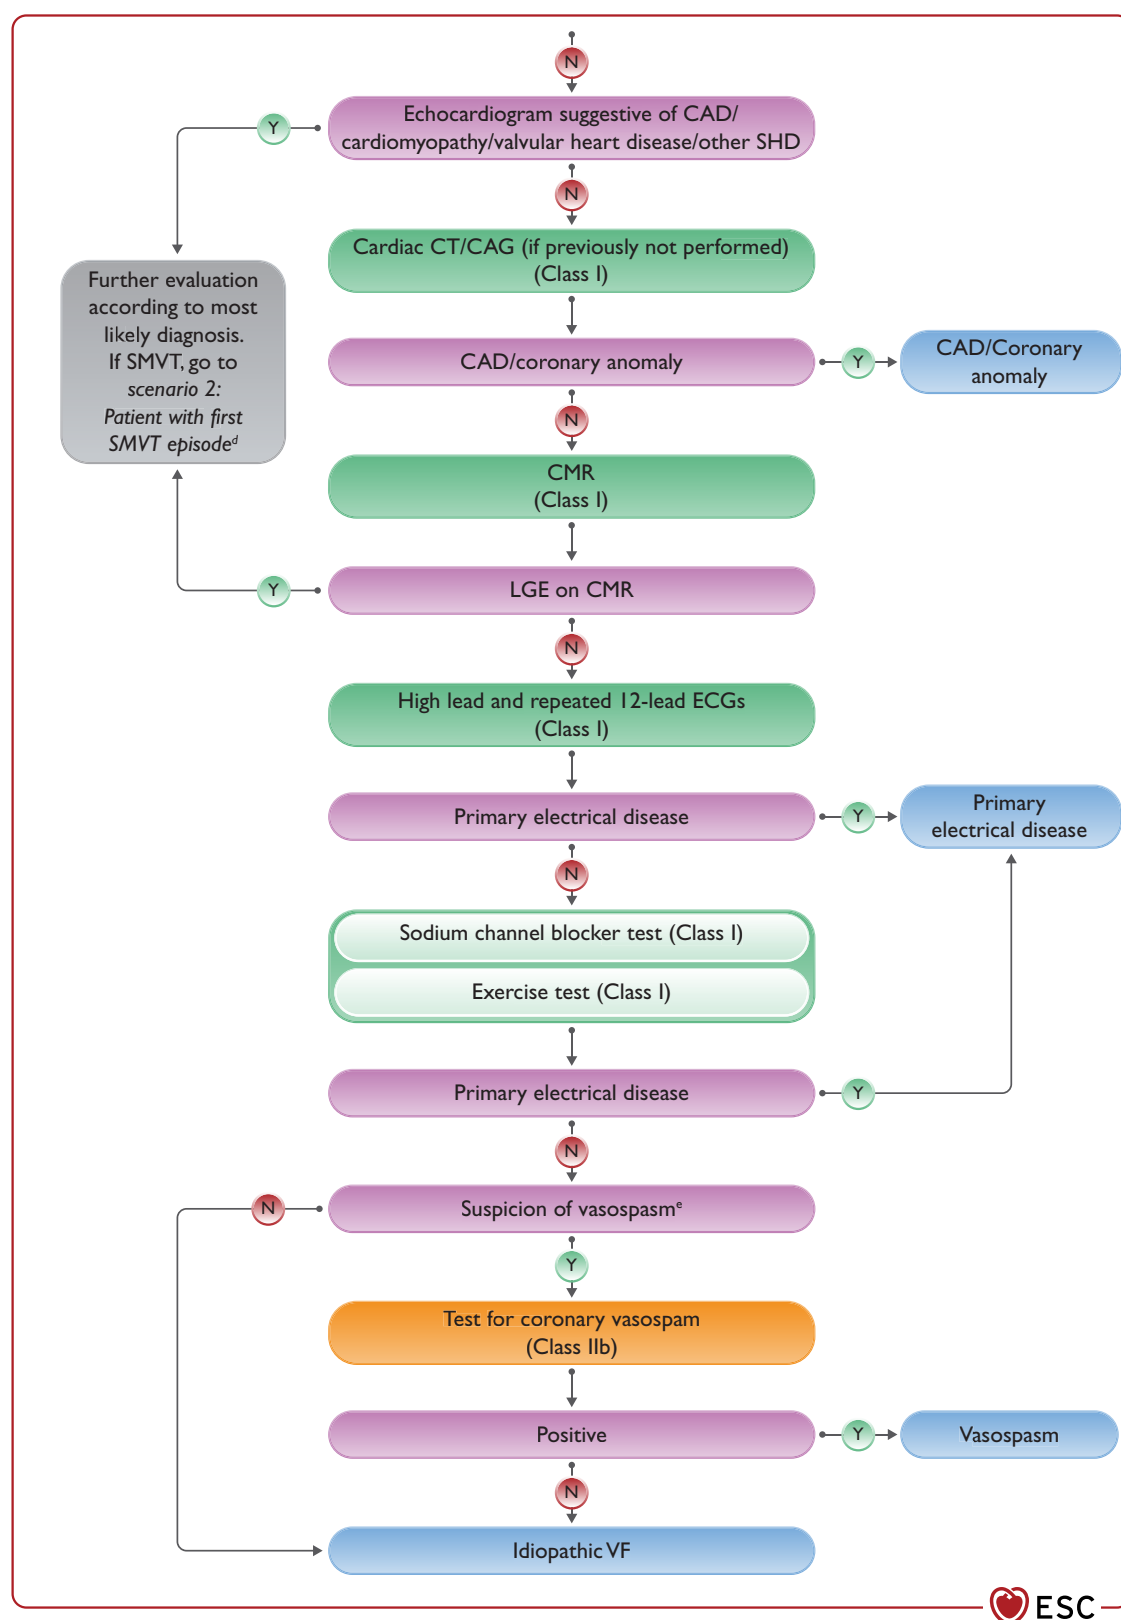 N
Echocardiogram suggestive of CAD/
cardiomyopathy/valvular heart disease/other SHD
Y
N
Cardiac CT/CAG (if previously not performed)
(Class I)
Further evaluation
according to most
likely diagnosis.
If SMVT, go to
scenario 2:
Patient with first
SMVT episodeᵈ
CAD/coronary anomaly
Y
CAD/Coronary
anomaly
N
CMR
(Class I)
LGE on CMR
Y
N
High lead and repeated 12-lead ECGs
(Class I)
Primary electrical disease
Y
Primary
electrical disease
N
Sodium channel blocker test (Class I)
Exercise test (Class I)
Primary electrical disease
Y
N
Suspicion of vasospasmᵉ
N
Y
Test for coronary vasospam
(Class IIb)
Positive
Y
Vasospasm
N
Idiopathic VF
ESC